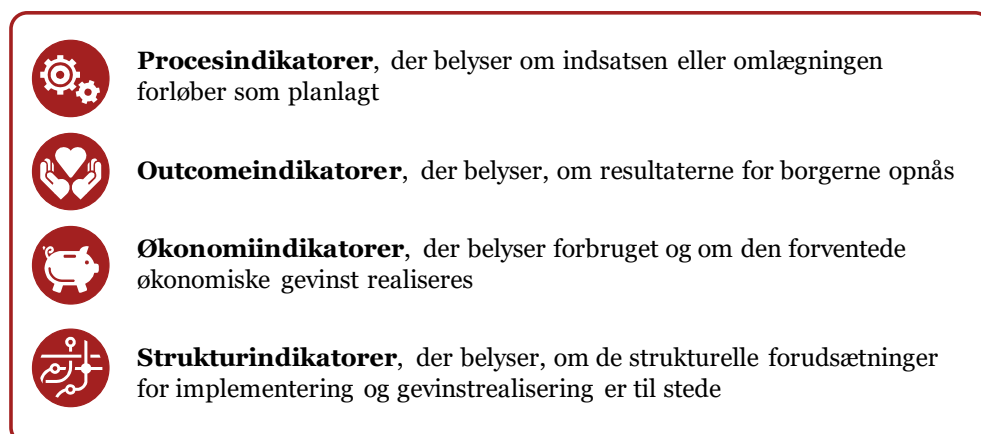 Procesindikatorer, der belyser om indsatsen eller omlægningen
forløber som planlagt
Outcomeindikatorer, der belyser, om resultaterne for borgerne opnås
Økonomiindikatorer, der belyser forbruget og om den forventede
økonomiske gevinst realiseres
Strukturindikatorer, der belyser, om de strukturelle forudsætninger
for implementering og gevinstrealisering er til stede